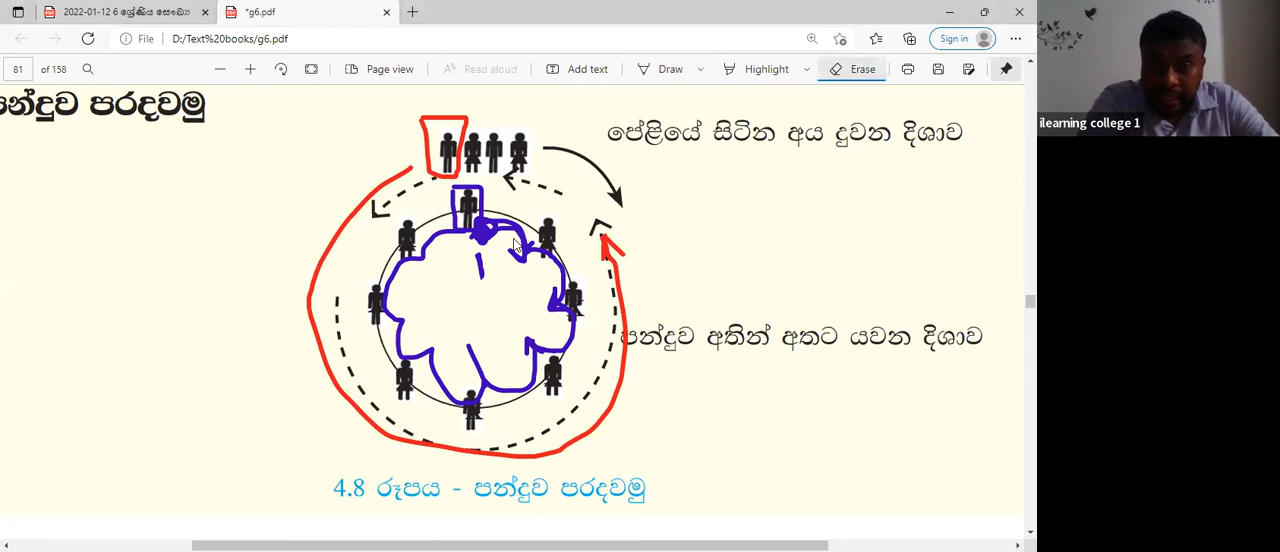 2022-01-12 6 ශ්‍රේණිය සෞඛ්‍ය
*g6.pdf
File
D:/Text%20books/g6.pdf
Sign in
81 of 158
Page view
Read aloud
Add text
Draw
Highlight
Erase
පන්දුව පරදවමු
පේළියේ සිටින අය දුවන දිශාව
පන්දුව අතින් අතට යවන දිශාව
4.8 රූපය - පන්දුව පරදවමු
ilearning college 1